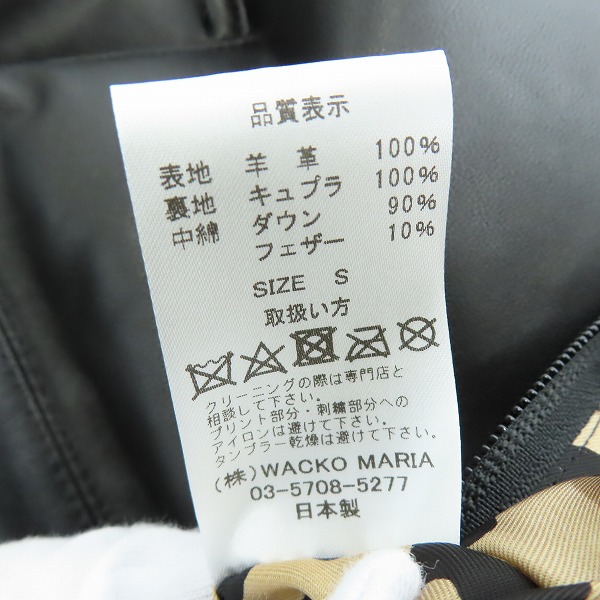 品質表示
表地 羊 革 100%
裏地 キュプラ 100%
中綿 ダウン 90%
フェザー 10%
SIZE S
取扱い方
クリーニングの際は専門店と
相談して下さい。
プリント部分・刺繍部分への
アイロンは避けて下さい。
タンブラー乾燥は避けて下さい。
(株)WACKO MARIA
03-5708-5277
日本製